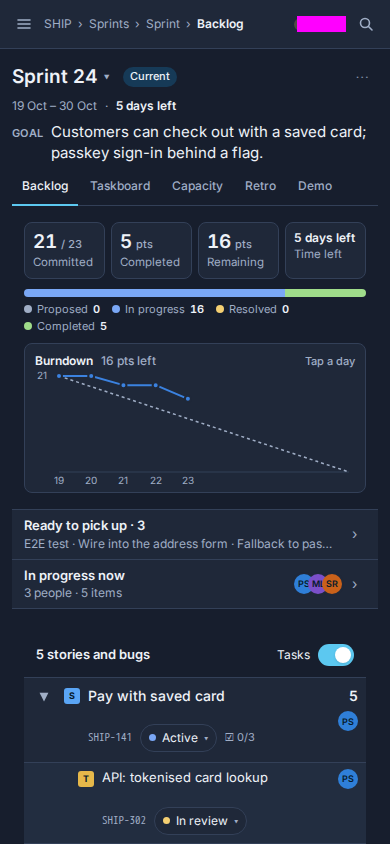 SHIP › Sprints › Sprint › Backlog
Sprint 24 ▾ Current ...
19 Oct – 30 Oct · 5 days left
GOAL Customers can check out with a saved card;
passkey sign-in behind a flag.
Backlog Taskboard Capacity Retro Demo
21 / 23 5 pts 16 pts 5 days left
Committed Completed Remaining Time left
Proposed 0 In progress 16 Resolved 0
Completed 5
Burndown 16 pts left Tap a day
21
19 20 21 22 23
Ready to pick up · 3
E2E test · Wire into the address form · Fallback to pas...
In progress now
3 people · 5 items PS ML SR
5 stories and bugs Tasks
S Pay with saved card 5
PS
SHIP-141 Active ▾ ☑ 0/3
T API: tokenised card lookup PS
SHIP-302 In review ▾